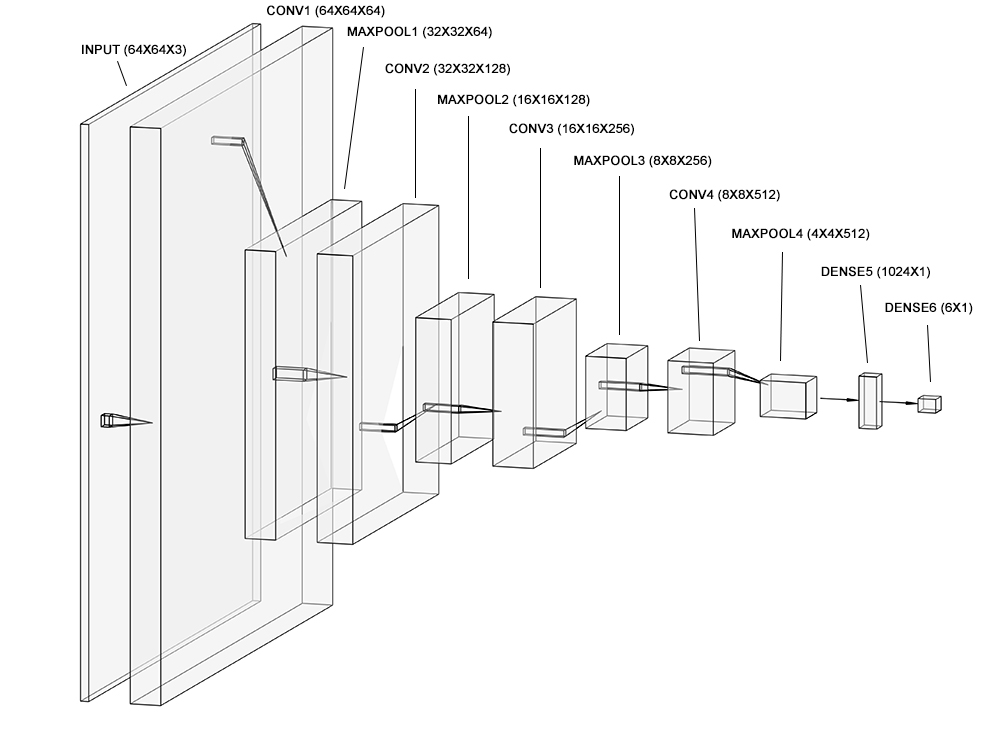 CONV1 (64X64X64)
MAXPOOL1 (32X32X64)
INPUT (64X64X3)
CONV2 (32X32X128)
MAXPOOL2 (16X16X128)
CONV3 (16X16X256)
MAXPOOL3 (8X8X256)
CONV4 (8X8X512)
MAXPOOL4 (4X4X512)
DENSE5 (1024X1)
DENSE6 (6X1)